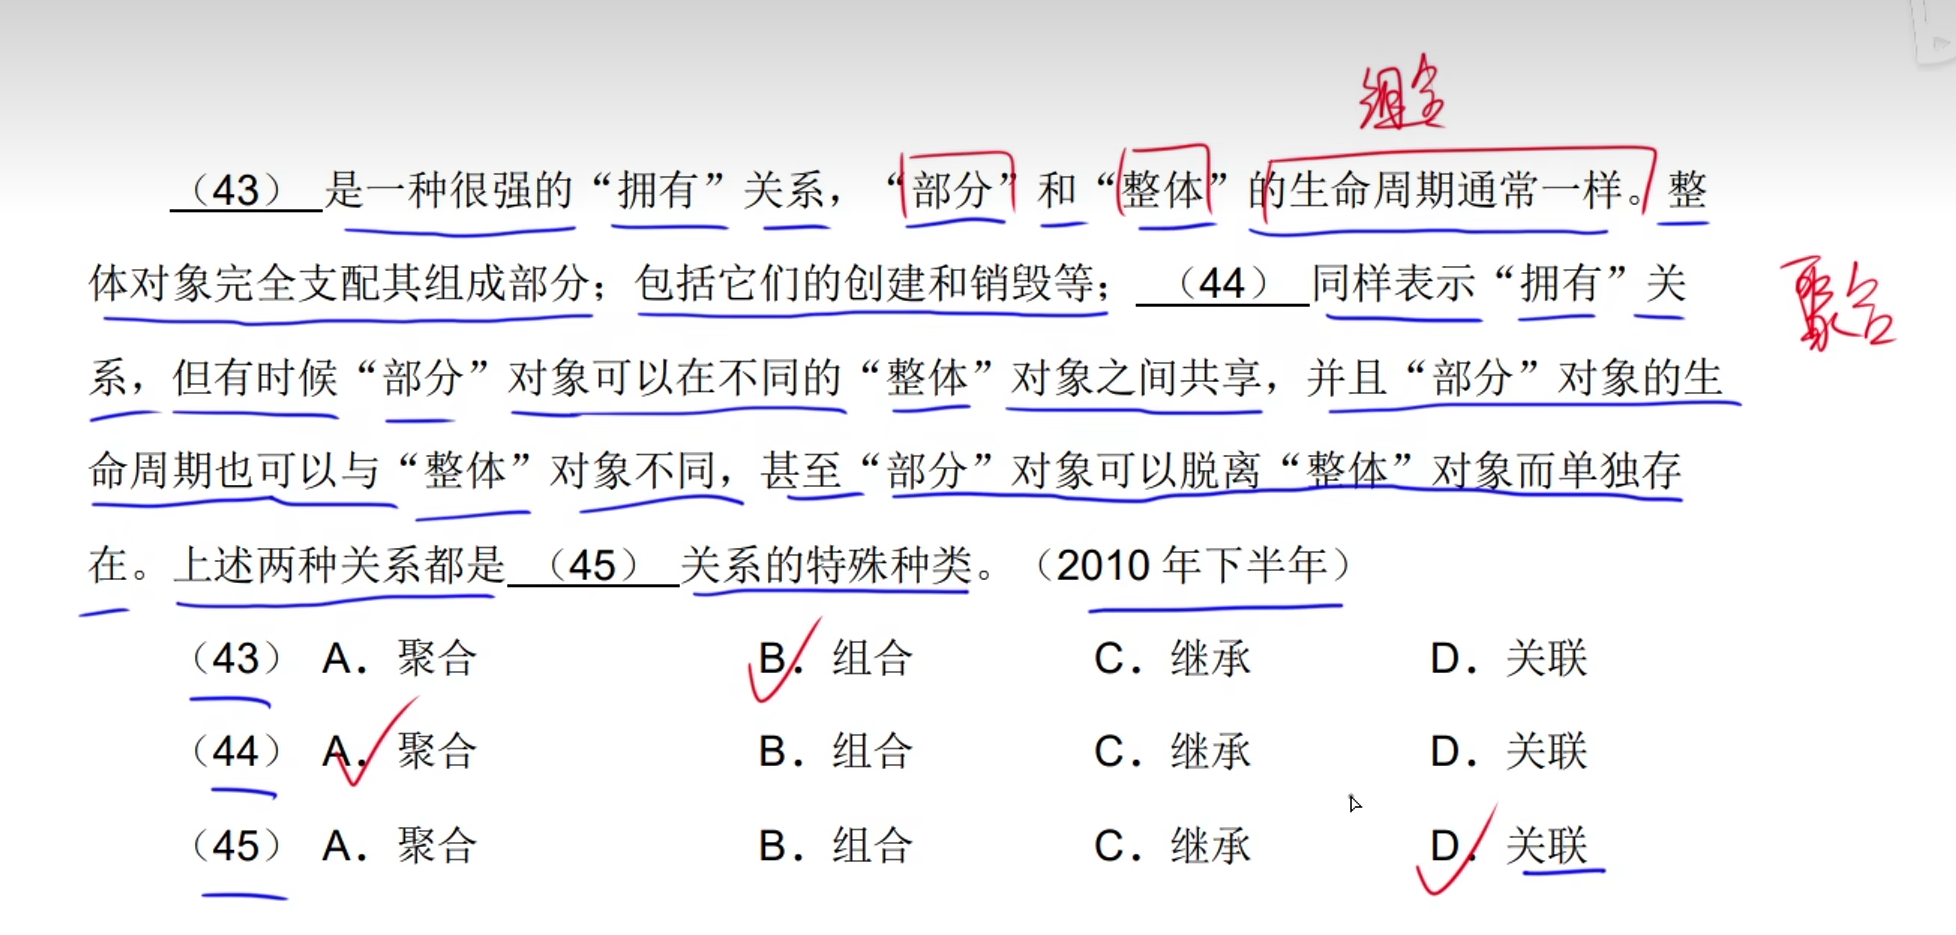 组合
（43） 是一种很强的“拥有”关系，“部分”和“整体”的生命周期通常一样。整
体对象完全支配其组成部分；包括它们的创建和销毁等； （44） 同样表示“拥有”关
聚合
系，但有时候“部分”对象可以在不同的“整体”对象之间共享，并且“部分”对象的生
命周期也可以与“整体”对象不同，甚至“部分”对象可以脱离“整体”对象而单独存
在。上述两种关系都是 （45） 关系的特殊种类。（2010 年下半年）
（43） A．聚合 B．组合 C．继承 D．关联
（44） A．聚合 B．组合 C．继承 D．关联
（45） A．聚合 B．组合 C．继承 D．关联